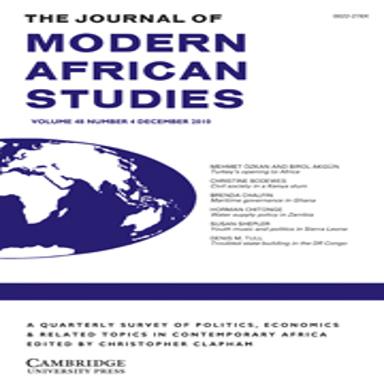 THE JOURNAL OF
0022-278X
MODERN
AFRICAN
STUDIES
VOLUME 48 NUMBER 4 DECEMBER 2010
MEHMET ÖZKAN AND BIROL AKGÜN
Turkey's opening to Africa
CHRISTINE BODEWES
Civil society in a Kenya slum
BRENDA CHALFIN
Maritime governance in Ghana
HORMAN CHITONGE
Water supply policy in Zambia
SUSAN SHEPLER
Youth music and politics in Sierra Leone
DENIS M. TULL
Troubled state building in the DR Congo
A QUARTERLY SURVEY OF POLITICS, ECONOMICS
& RELATED TOPICS IN CONTEMPORARY AFRICA
EDITED BY CHRISTOPHER CLAPHAM
CAMBRIDGE
UNIVERSITY PRESS